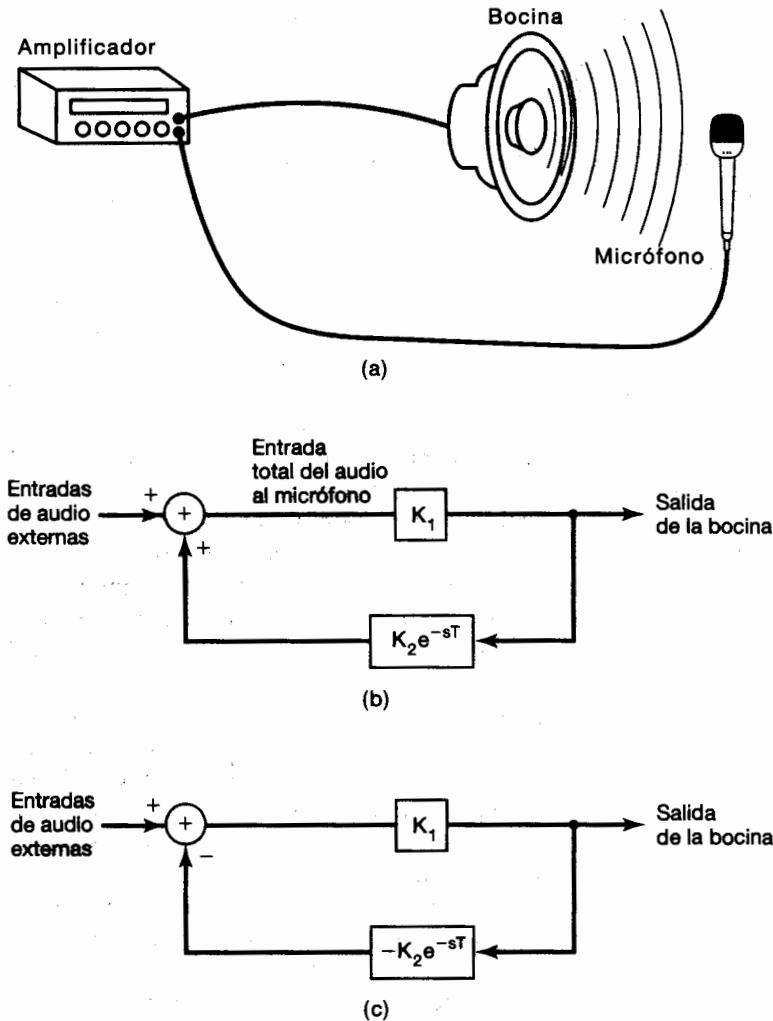 Bocina
Amplificador
Micrófono
(a)
Entrada
total del audio
al micrófono
Entradas
de audio
externas
+
+
+
K₁
Salida
de la bocina
K₂e⁻ˢᵀ
(b)
Entradas
de audio
externas
+
+
−
K₁
Salida
de la bocina
−K₂e⁻ˢᵀ
(c)